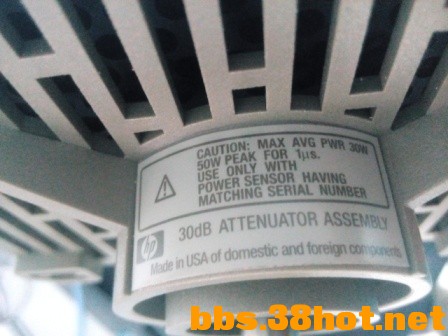 CAUTION: MAX AVG PWR 30W
50W PEAK FOR 1µs.
USE ONLY WITH
POWER SENSOR HAVING
MATCHING SERIAL NUMBER
30dB ATTENUATOR ASSEMBLY
hp
Made in USA of domestic and foreign components
bbs.38hot.net